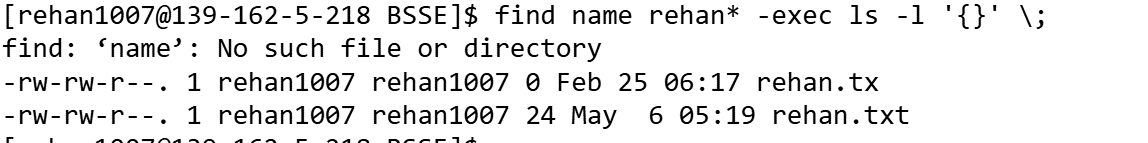 [rehan1007@139-162-5-218 BSSE]$ find name rehan* -exec ls -l '{}' \;
find: ‘name’: No such file or directory
-rw-rw-r--. 1 rehan1007 rehan1007 0 Feb 25 06:17 rehan.tx
-rw-rw-r--. 1 rehan1007 rehan1007 24 May  6 05:19 rehan.txt